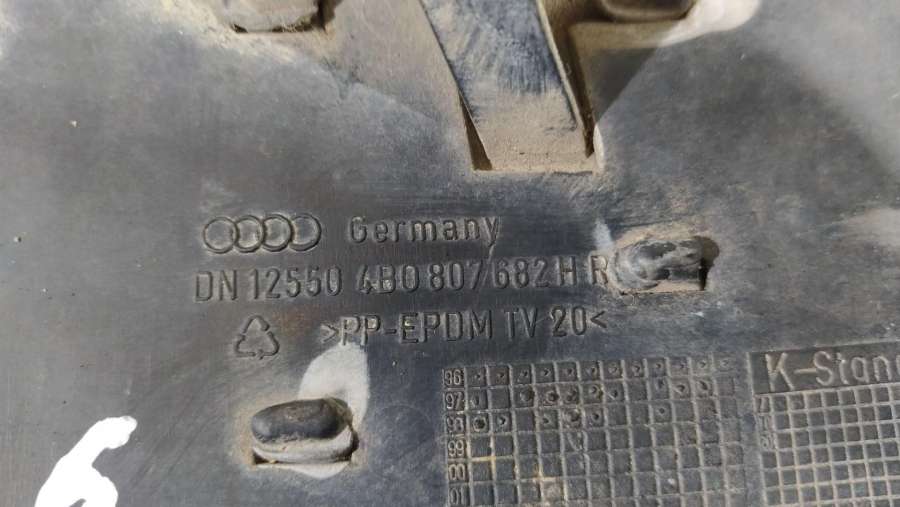 Germany
DN 12550 4B0 807 682 H R
>PP-EPDM TV 20<
96
97
98
99
00
01
K-Stan
6